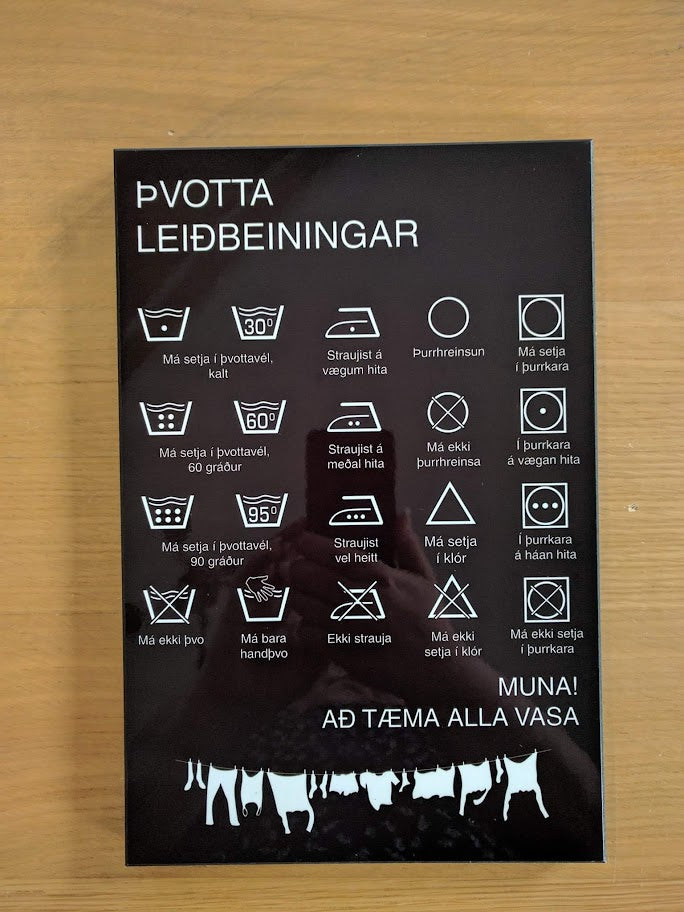 ÞVOTTA
LEIÐBEININGAR
30°
Má setja í þvottavél,
kalt
Straujist á
vægum hita
Þurrhreinsun
Má setja
í þurrkara
60°
Má setja í þvottavél,
60 gráður
Straujist á
meðal hita
Má ekki
þurrhreinsa
Í þurrkara
á vægan hita
95°
Má setja í þvottavél,
90 gráður
Straujist
vel heitt
Má setja
í klór
Í þurrkara
á háan hita
Má ekki þvo
Má bara
handþvo
Ekki strauja
Má ekki
setja í klór
Má ekki setja
í þurrkara
MUNA!
AÐ TÆMA ALLA VASA